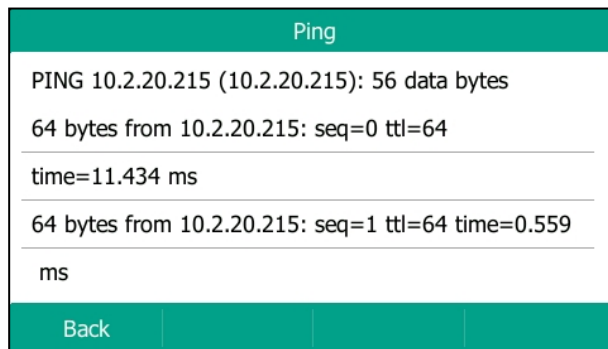 Ping
PING 10.2.20.215 (10.2.20.215): 56 data bytes
64 bytes from 10.2.20.215: seq=0 ttl=64
time=11.434 ms
64 bytes from 10.2.20.215: seq=1 ttl=64 time=0.559
ms
Back